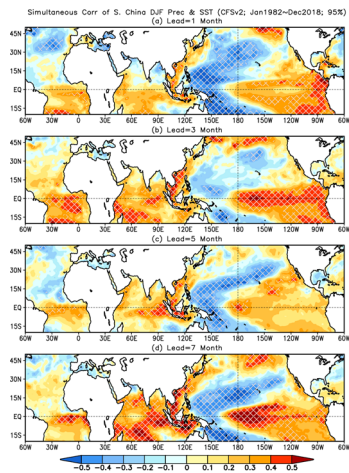 Simultaneous Corr of S. China DJF Prec & SST (CFSv2; Jan1982~Dec2018; 95%)
(a) Lead=1 Month
45N
30N
15N
EQ
15S
60W 30W 0 30E 60E 90E 120E 150E 180 150W 120W 90W 60W
(b) Lead=3 Month
45N
30N
15N
EQ
15S
60W 30W 0 30E 60E 90E 120E 150E 180 150W 120W 90W 60W
(c) Lead=5 Month
45N
30N
15N
EQ
15S
60W 30W 0 30E 60E 90E 120E 150E 180 150W 120W 90W 60W
(d) Lead=7 Month
45N
30N
15N
EQ
15S
60W 30W 0 30E 60E 90E 120E 150E 180 150W 120W 90W 60W
-0.5 -0.4 -0.3 -0.2 -0.1 0 0.1 0.2 0.3 0.4 0.5